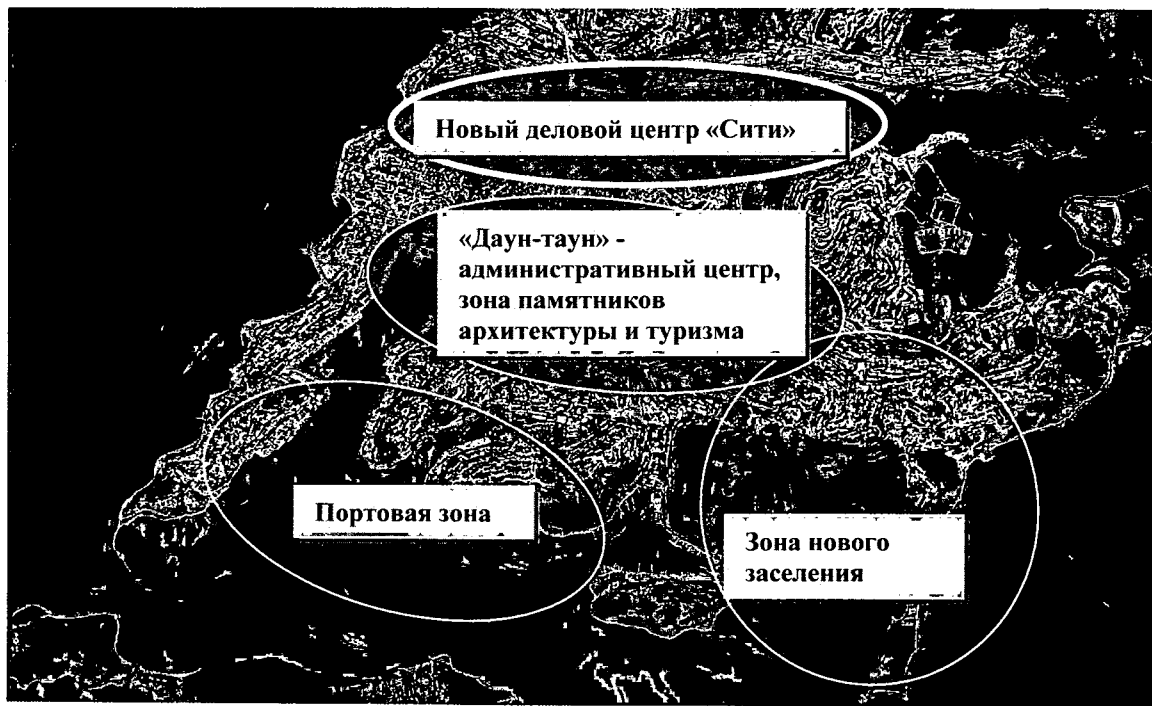 Новый деловой центр «Сити»
«Даун-таун» -
административный центр,
зона памятников
архитектуры и туризма
Портовая зона
Зона нового
заселения